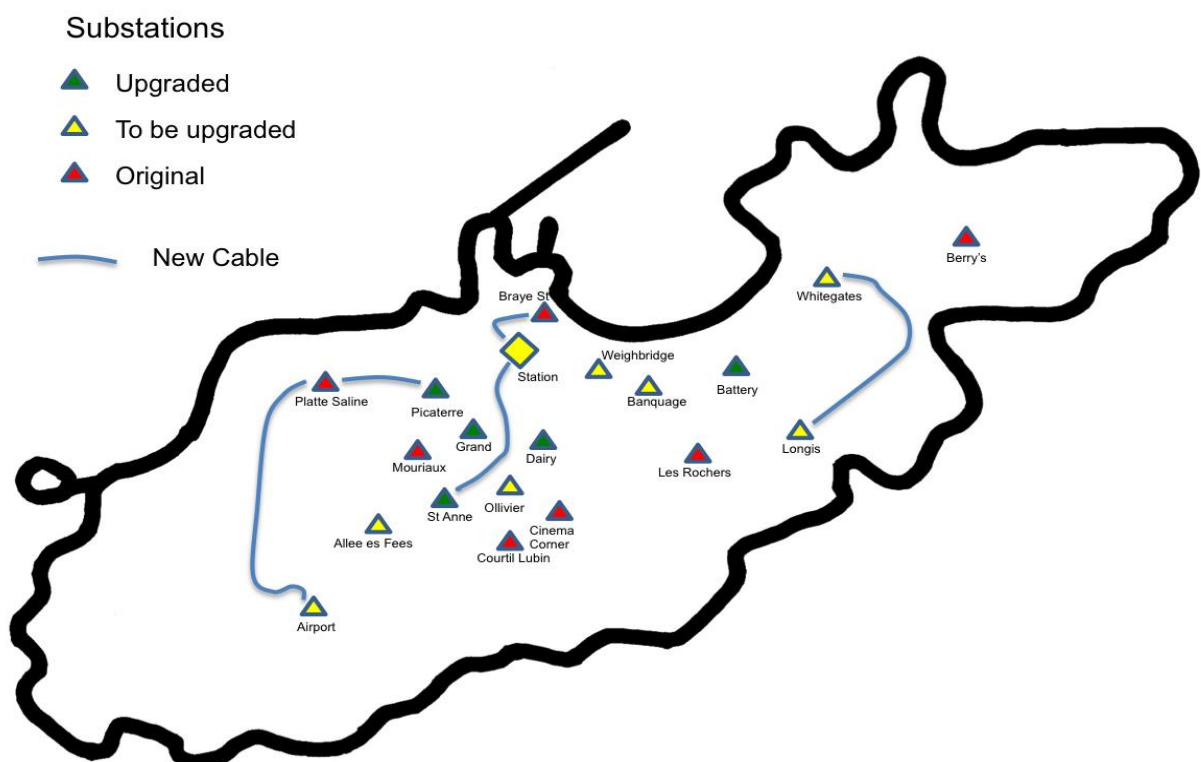 Substations
Upgraded
To be upgraded
Original
New Cable
Berry's
Whitegates
Braye St
Weighbridge
Station
Battery
Banquage
Platte Saline
Picaterre
Grand
Longis
Dairy
Mouriaux
Les Rochers
Ollivier
St Anne
Cinema
Corner
Allee es Fees
Courtil Lubin
Airport